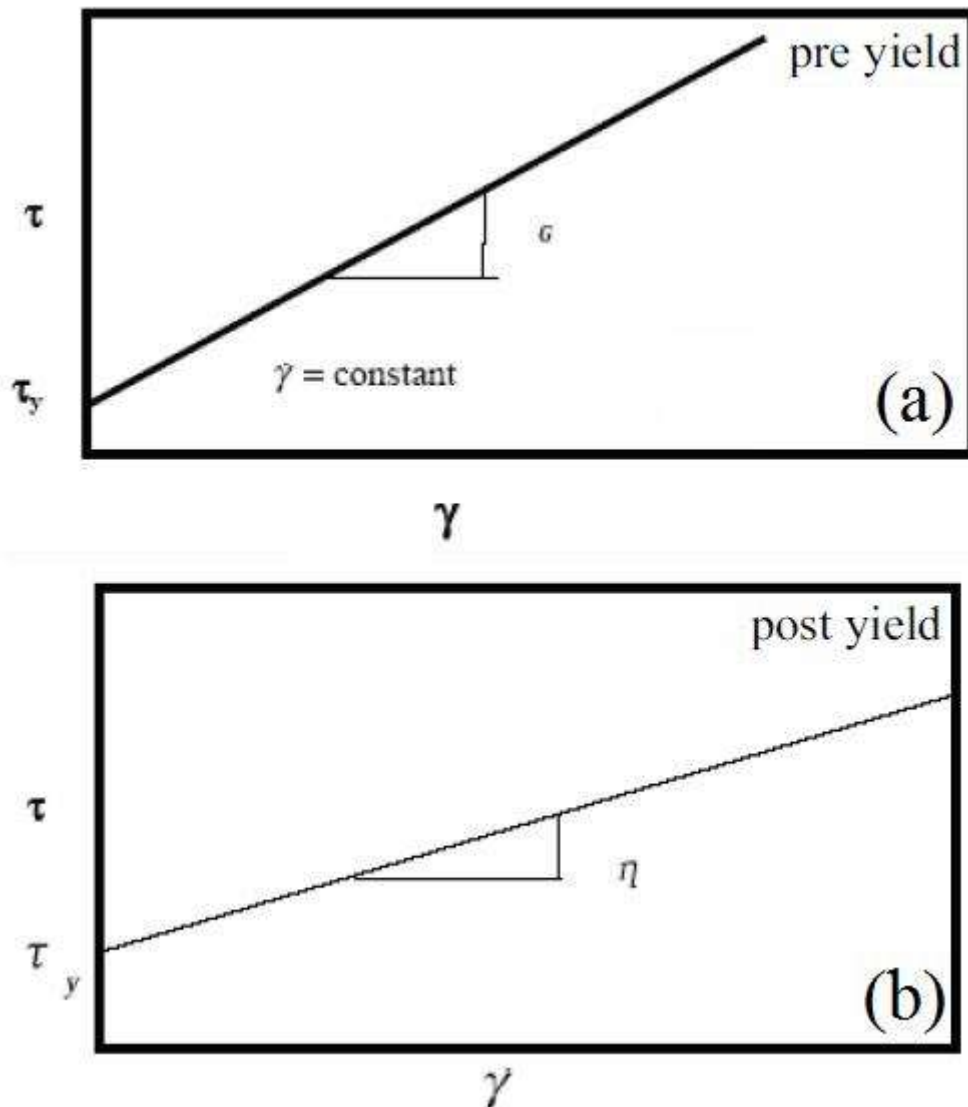 pre yield
τ
G
τy
γ̇ = constant
(a)
γ
post yield
τ
η
τ y
(b)
γ̇